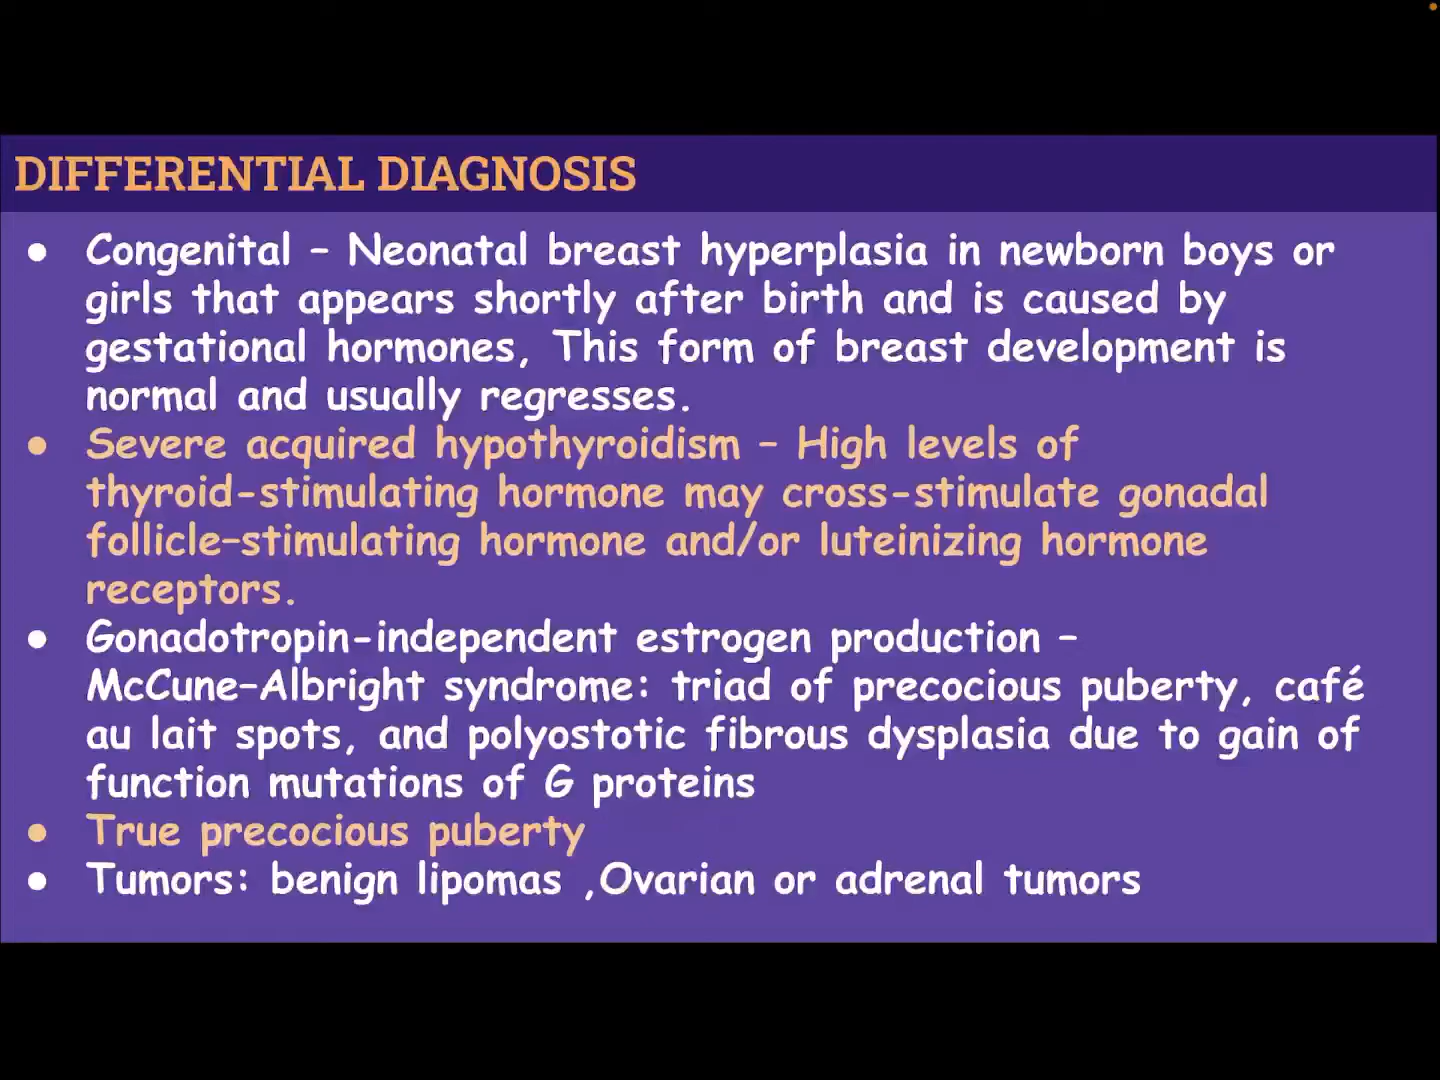 DIFFERENTIAL DIAGNOSIS
● Congenital – Neonatal breast hyperplasia in newborn boys or
girls that appears shortly after birth and is caused by
gestational hormones, This form of breast development is
normal and usually regresses.
● Severe acquired hypothyroidism – High levels of
thyroid-stimulating hormone may cross-stimulate gonadal
follicle–stimulating hormone and/or luteinizing hormone
receptors.
● Gonadotropin-independent estrogen production –
McCune–Albright syndrome: triad of precocious puberty, café
au lait spots, and polyostotic fibrous dysplasia due to gain of
function mutations of G proteins
● True precocious puberty
● Tumors: benign lipomas ,Ovarian or adrenal tumors